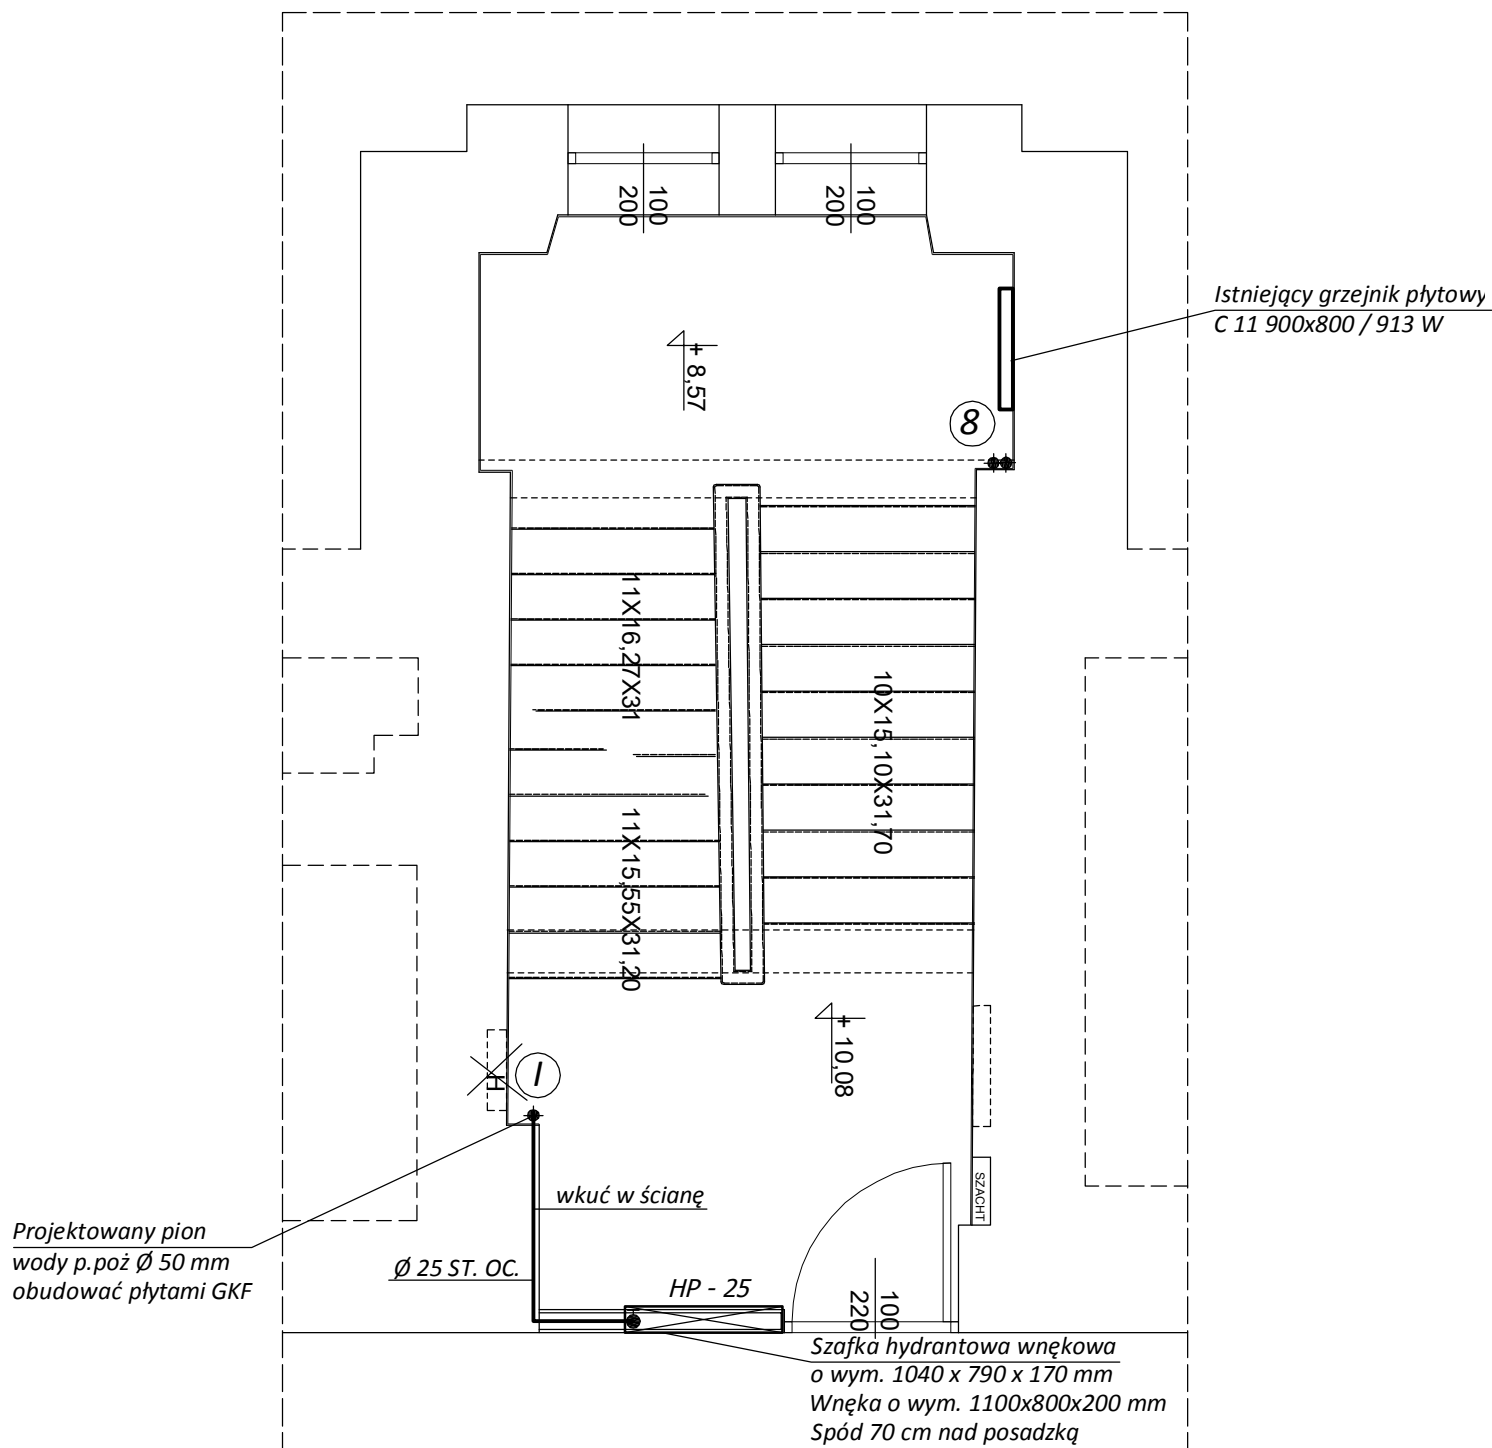 100
200
100
200
Istniejący grzejnik płytowy
C 11 900x800 / 913 W
+ 8,57
8
11X16,27X31
10X15,10X31,70
11X15,55X31,20
+ 10,08
H
I
SZACHT
wkuć w ścianę
Projektowany pion
wody p.poż Ø 50 mm
obudować płytami GKF
Ø 25 ST. OC.
HP - 25
100
220
Szafka hydrantowa wnękowa
o wym. 1040 x 790 x 170 mm
Wnęka o wym. 1100x800x200 mm
Spód 70 cm nad posadzką